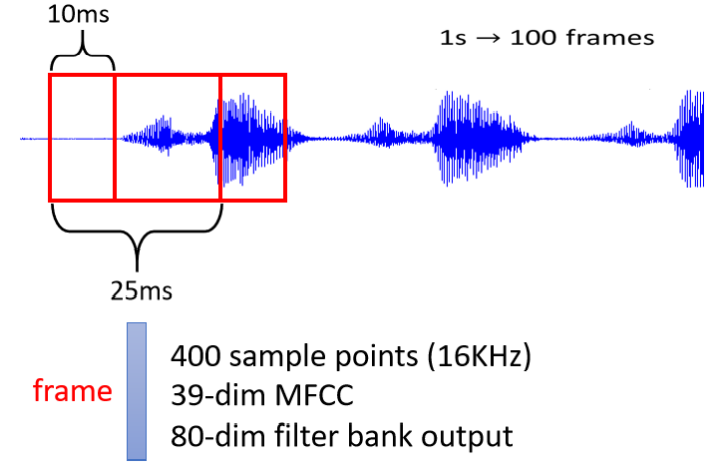 10ms
1s → 100 frames
25ms
400 sample points (16KHz)
frame
39-dim MFCC
80-dim filter bank output